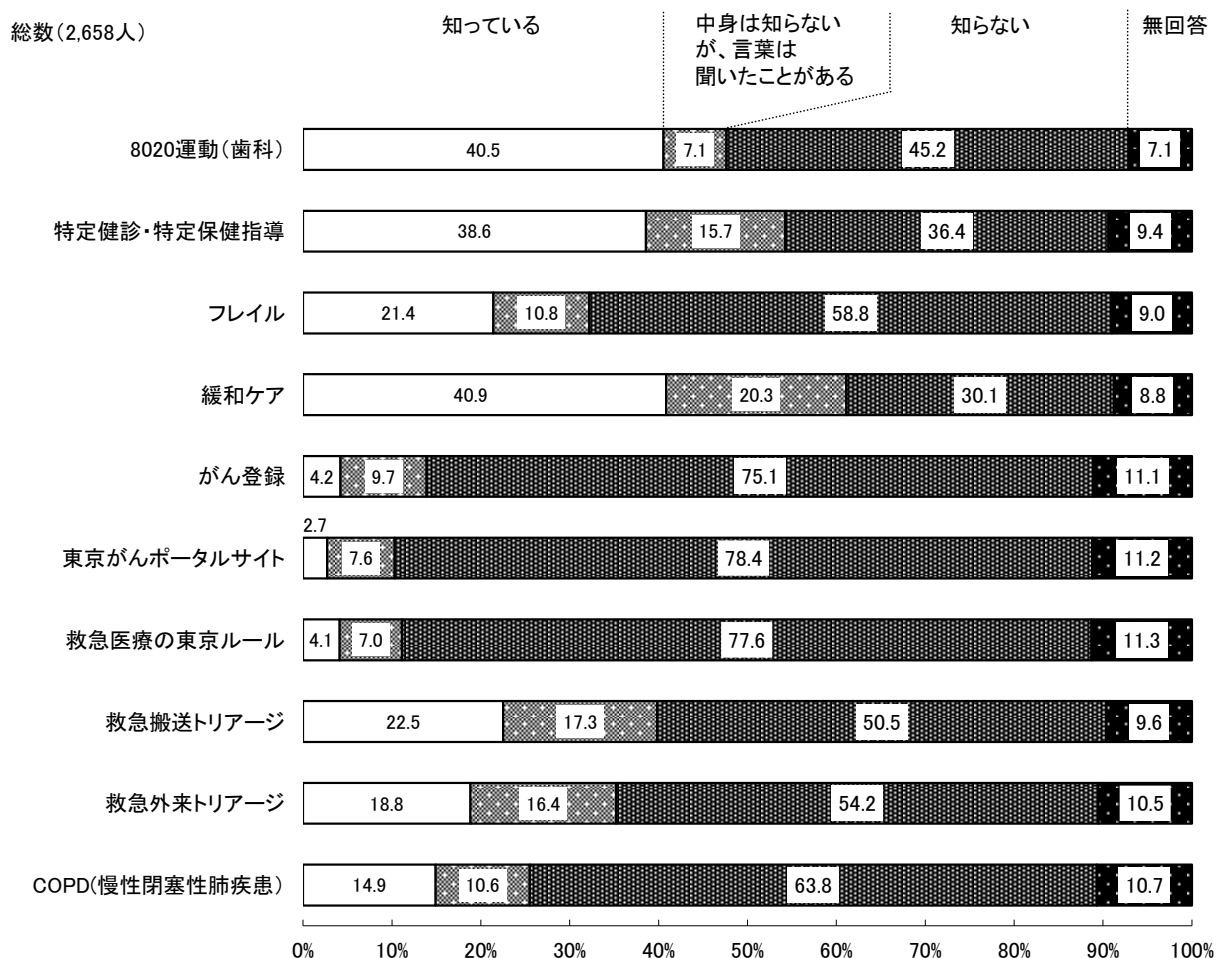 総数(2,658人)
知っている
中身は知らない
が、言葉は
聞いたことがある
知らない
無回答
8020運動(歯科)
40.5
7.1
45.2
7.1
特定健診・特定保健指導
38.6
15.7
36.4
9.4
フレイル
21.4
10.8
58.8
9.0
緩和ケア
40.9
20.3
30.1
8.8
がん登録
4.2
9.7
75.1
11.1
東京がんポータルサイト
2.7
7.6
78.4
11.2
救急医療の東京ルール
4.1
7.0
77.6
11.3
救急搬送トリアージ
22.5
17.3
50.5
9.6
救急外来トリアージ
18.8
16.4
54.2
10.5
COPD(慢性閉塞性肺疾患)
14.9
10.6
63.8
10.7
0% 10% 20% 30% 40% 50% 60% 70% 80% 90% 100%